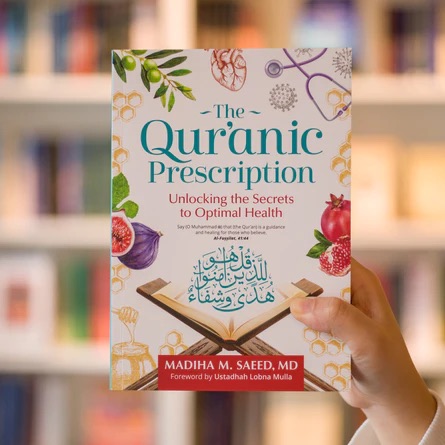 ~The~
Qur'anic
Prescription
Unlocking the Secrets
to Optimal Health
Say (O Muhammad ﷺ) that (the Qur'an) is a guidance
and healing for those who believe.
Al-Fuṣṣilat, 41:44
قل هو
للذين آمنوا
هدى وشفاء
MADIHA M. SAEED, MD
Foreword by Ustadhah Lobna Mulla